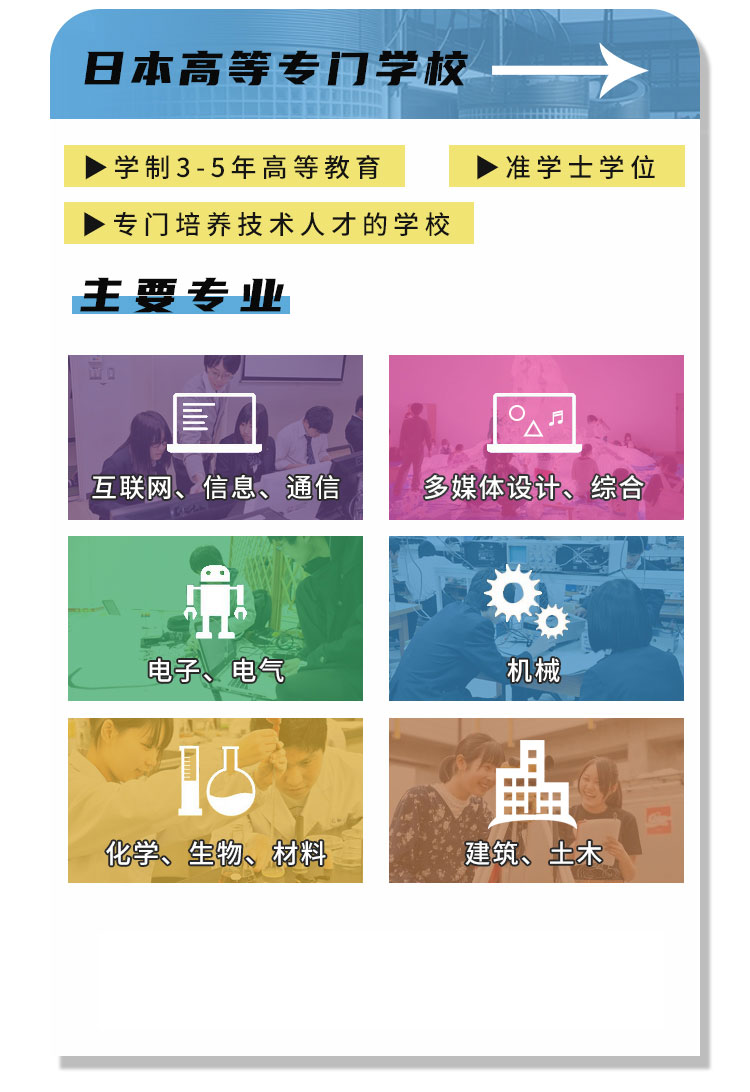 日本高等专门学校
▶学制3-5年高等教育
▶准学士学位
▶专门培养技术人才的学校
主要专业
互联网、信息、通信
多媒体设计、综合
电子、电气
机械
化学、生物、材料
建筑、土木